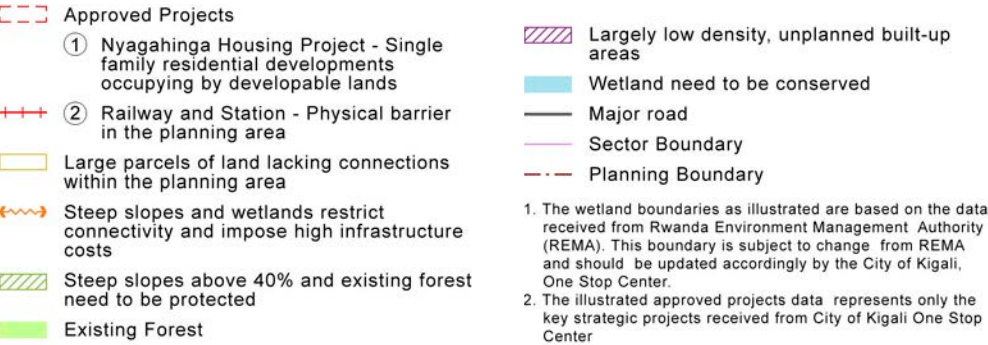 Approved Projects
1 Nyagahinga Housing Project - Single
family residential developments
occupying by developable lands
2 Railway and Station - Physical barrier
in the planning area
Large parcels of land lacking connections
within the planning area
Steep slopes and wetlands restrict
connectivity and impose high infrastructure
costs
Steep slopes above 40% and existing forest
need to be protected
Existing Forest
Largely low density, unplanned built-up
areas
Wetland need to be conserved
Major road
Sector Boundary
Planning Boundary
1. The wetland boundaries as illustrated are based on the data
received from Rwanda Environment Management Authority
(REMA). This boundary is subject to change from REMA
and should be updated accordingly by the City of Kigali,
One Stop Center.
2. The illustrated approved projects data represents only the
key strategic projects received from City of Kigali One Stop
Center